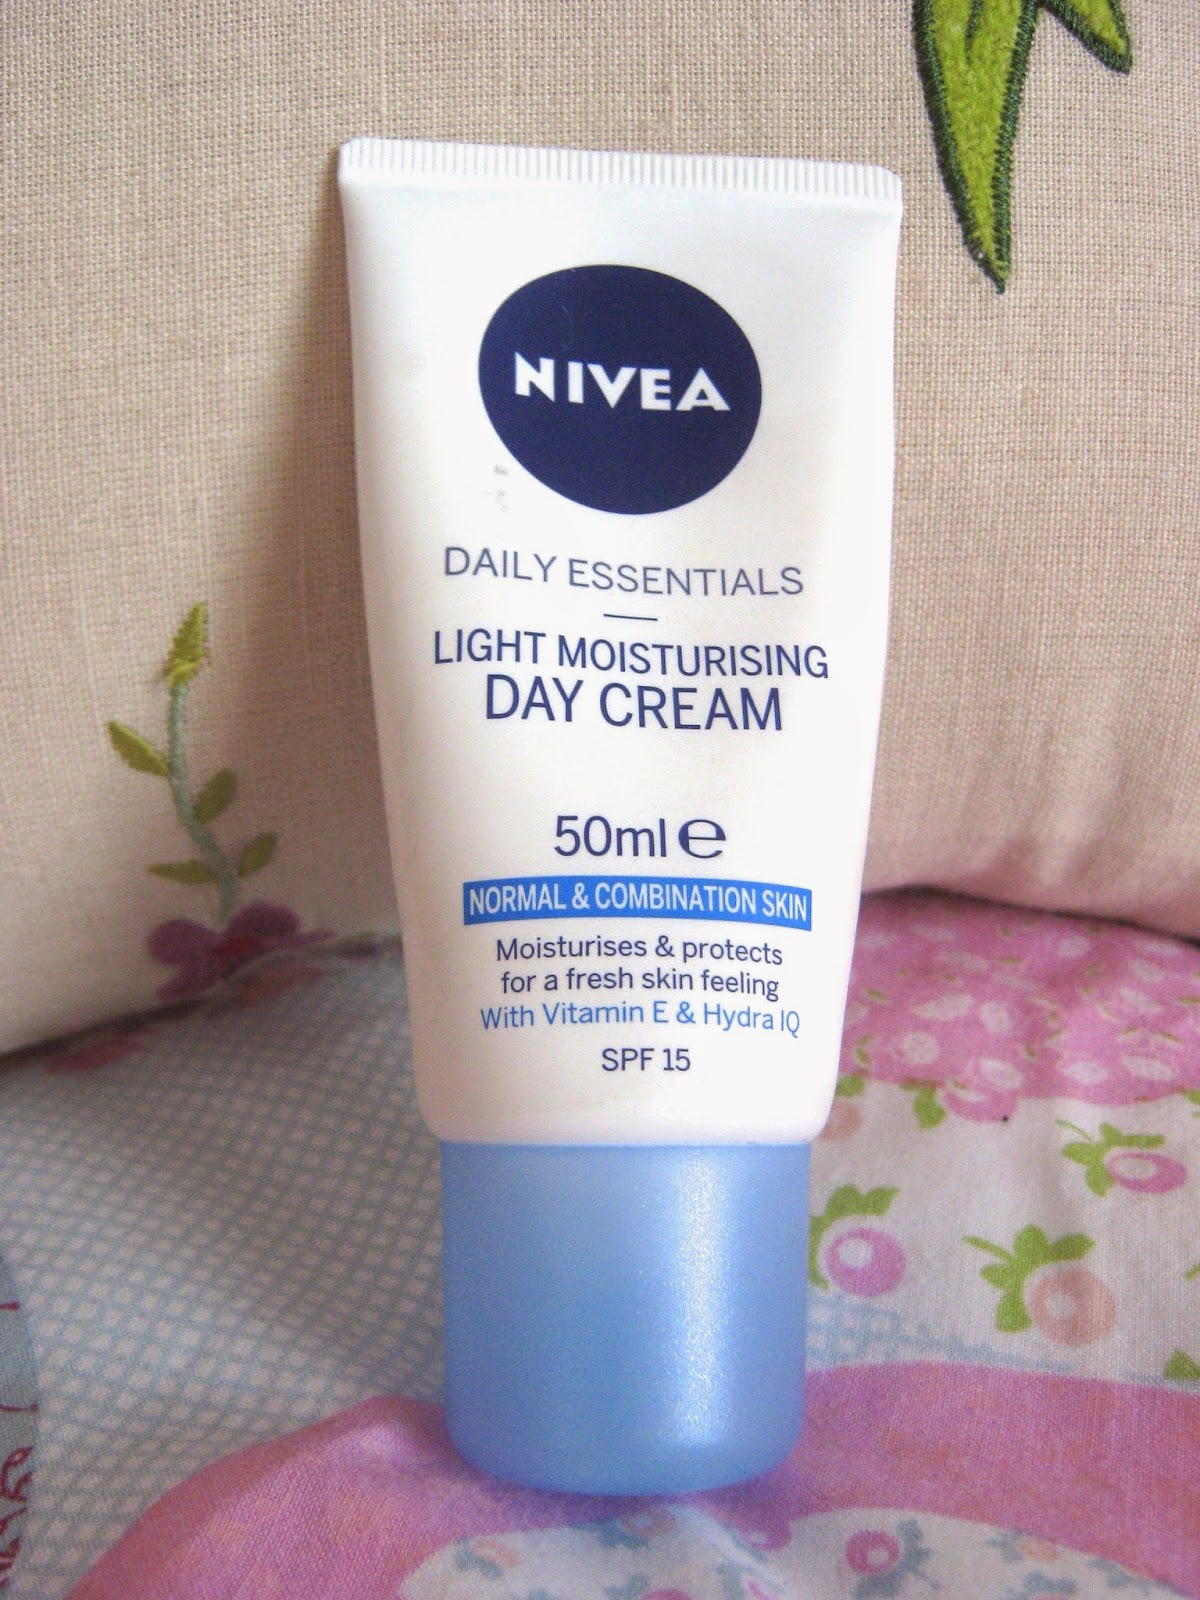 NIVEA
DAILY ESSENTIALS
LIGHT MOISTURISING
DAY CREAM
50ml ℮
NORMAL & COMBINATION SKIN
Moisturises & protects
for a fresh skin feeling
With Vitamin E & Hydra IQ
SPF 15